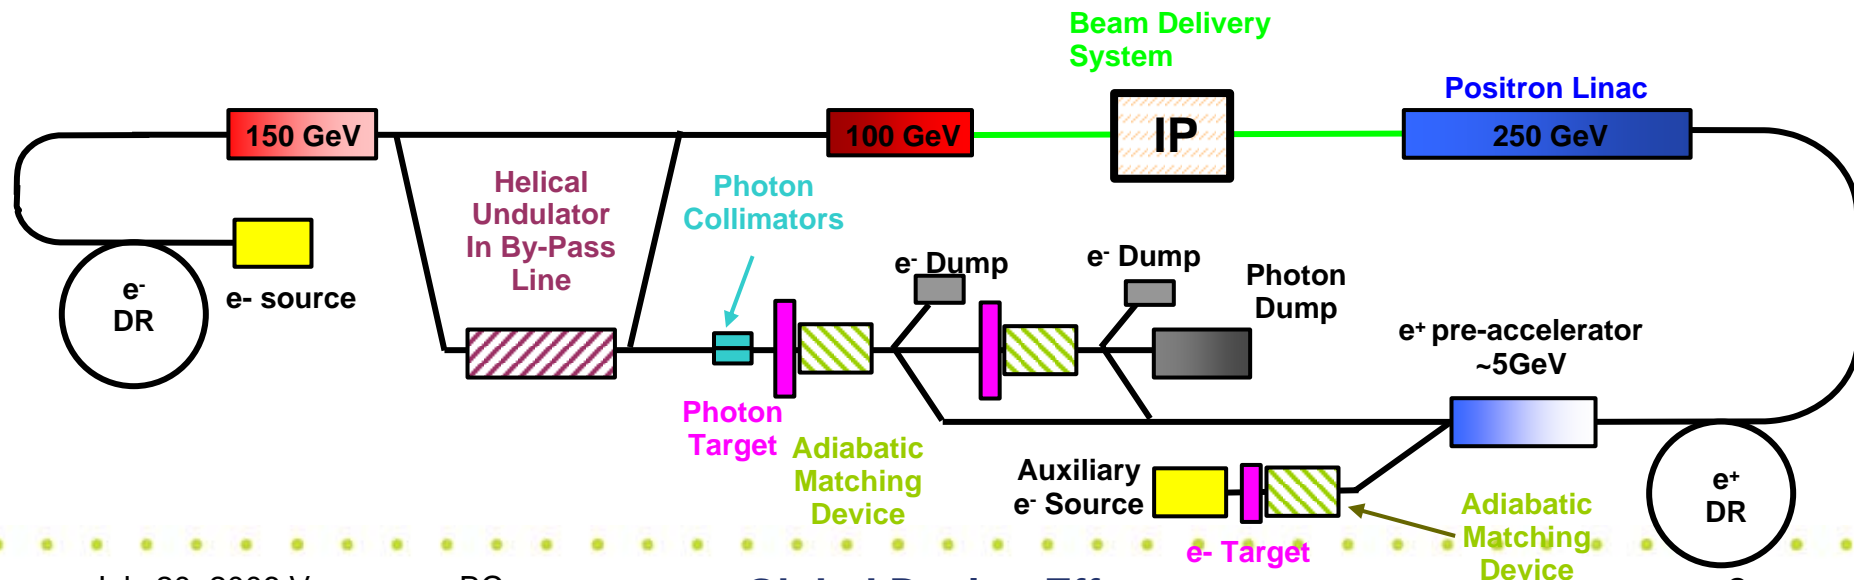 Beam Delivery
System
Positron Linac
150 GeV
100 GeV
IP
250 GeV
Helical
Undulator
In By-Pass
Line
Photon
Collimators
e- DR
e- source
e- Dump
e- Dump
Photon
Dump
e+ pre-accelerator
~5GeV
Photon
Target
Adiabatic
Matching
Device
Auxiliary
e- Source
e- Target
Adiabatic
Matching
Device
e+
DR